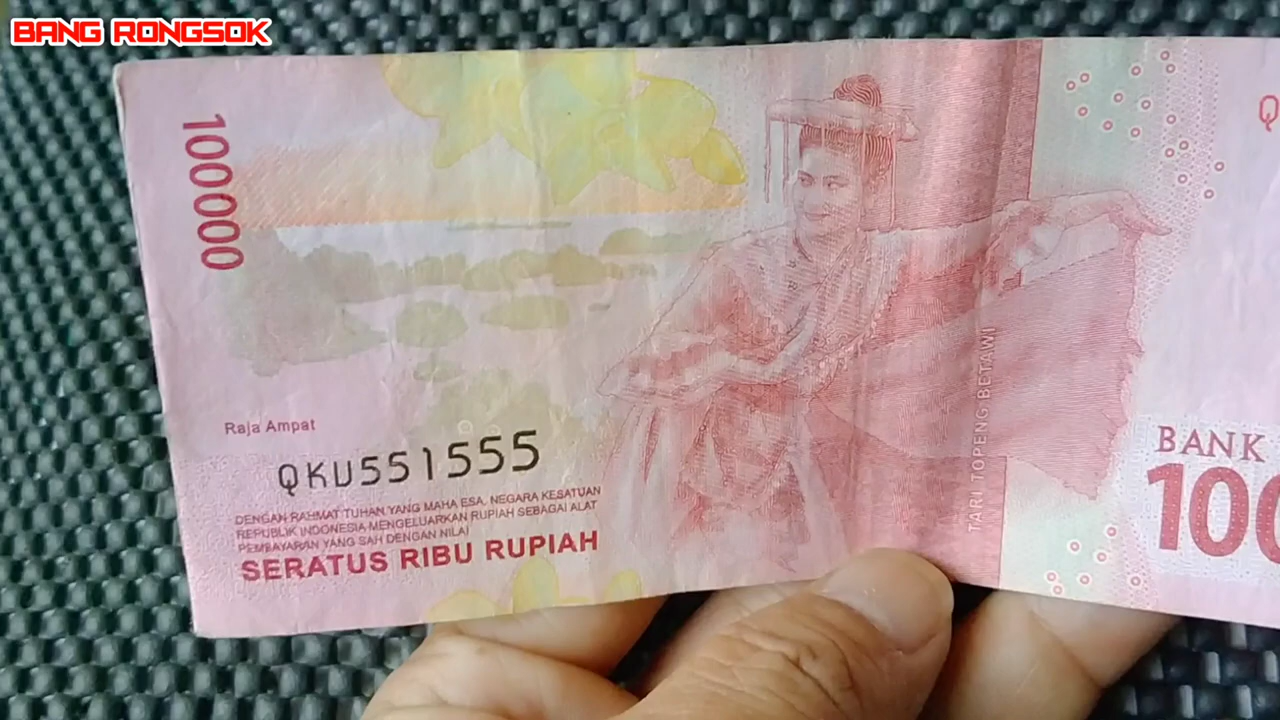 BANG RONGSOK
100000
Q
Raja Ampat
QKU551555
DENGAN RAHMAT TUHAN YANG MAHA ESA, NEGARA KESATUAN
REPUBLIK INDONESIA MENGELUARKAN RUPIAH SEBAGAI ALAT
PEMBAYARAN YANG SAH DENGAN NILAI
SERATUS RIBU RUPIAH
TARI TOPENG BETAWI
BANK
100